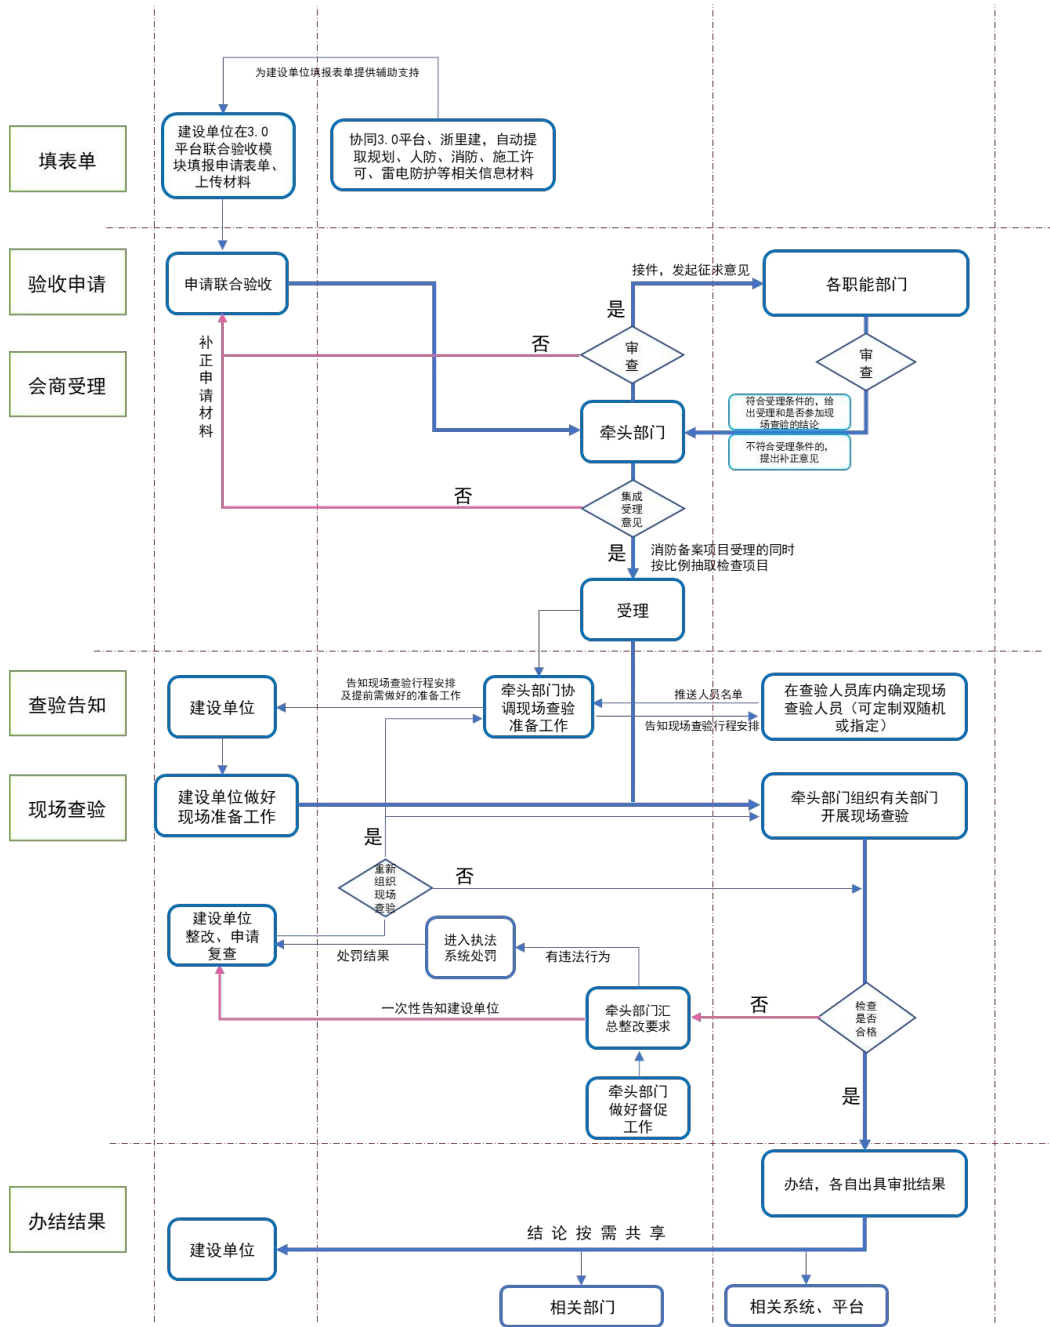 为建设单位填报表单提供辅助支持
填表单
建设单位在3.0
平台联合验收模
块填报申请表单、
上传材料
协同3.0平台、浙里建，自动提
取规划、人防、消防、施工许
可、雷电防护等相关信息材料
验收申请
申请联合验收
接件，发起征求意见
各职能部门
是
否
审
查
审
查
补
正
申
请
材
料
会商受理
牵头部门
符合受理条件的，给
出受理和是否参加现
场查验的结论
不符合受理条件的，
提出补正意见
否
集成
受理
意见
是
消防备案项目受理的同时
按比例抽取检查项目
受理
查验告知
建设单位
告知现场查验行程安排
及提前需做好的准备工作
牵头部门协
调现场查验
准备工作
推送人员名单
告知现场查验行程安排
在查验人员库内确定现场
查验人员（可定制双随机
或指定）
现场查验
建设单位做好
现场准备工作
牵头部门组织有关部门
开展现场查验
是
重新
组织
现场
查验
否
建设单位
整改、申请
复查
处罚结果
进入执法
系统处罚
有违法行为
一次性告知建设单位
牵头部门汇
总整改要求
否
检查
是否
合格
牵头部门
做好督促
工作
是
办结，各自出具审批结果
办结结果
建设单位
结论按需共享
相关部门
相关系统、平台